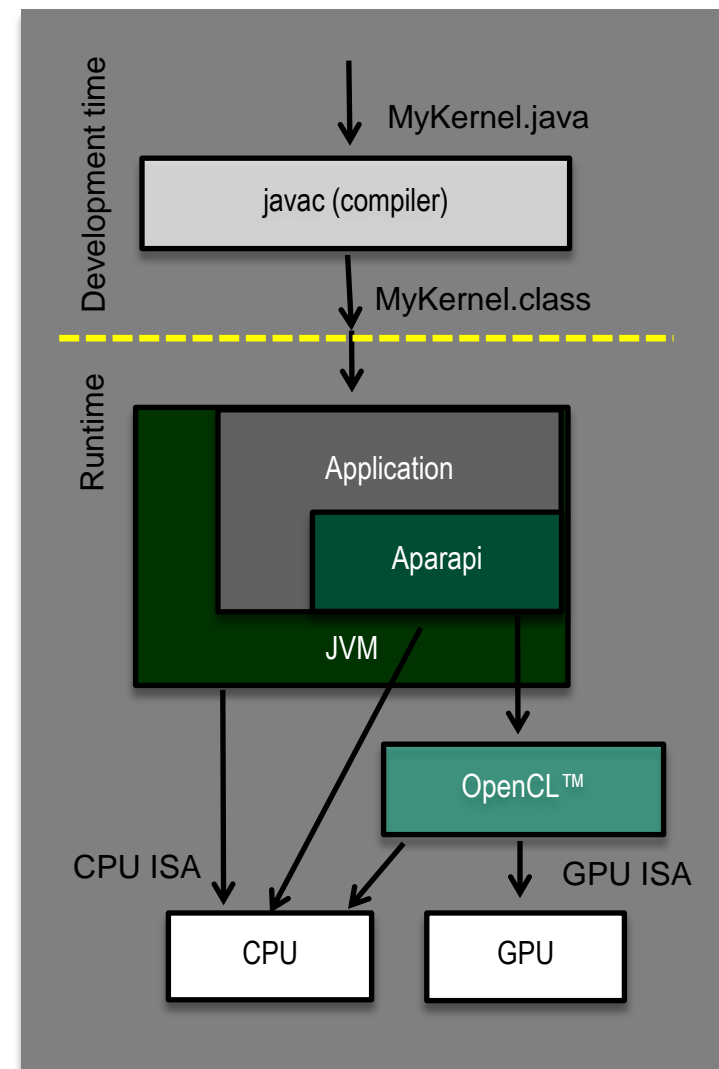 Development time
MyKernel.java
javac (compiler)
MyKernel.class
Runtime
Application
Aparapi
JVM
OpenCL™
CPU ISA
GPU ISA
CPU
GPU